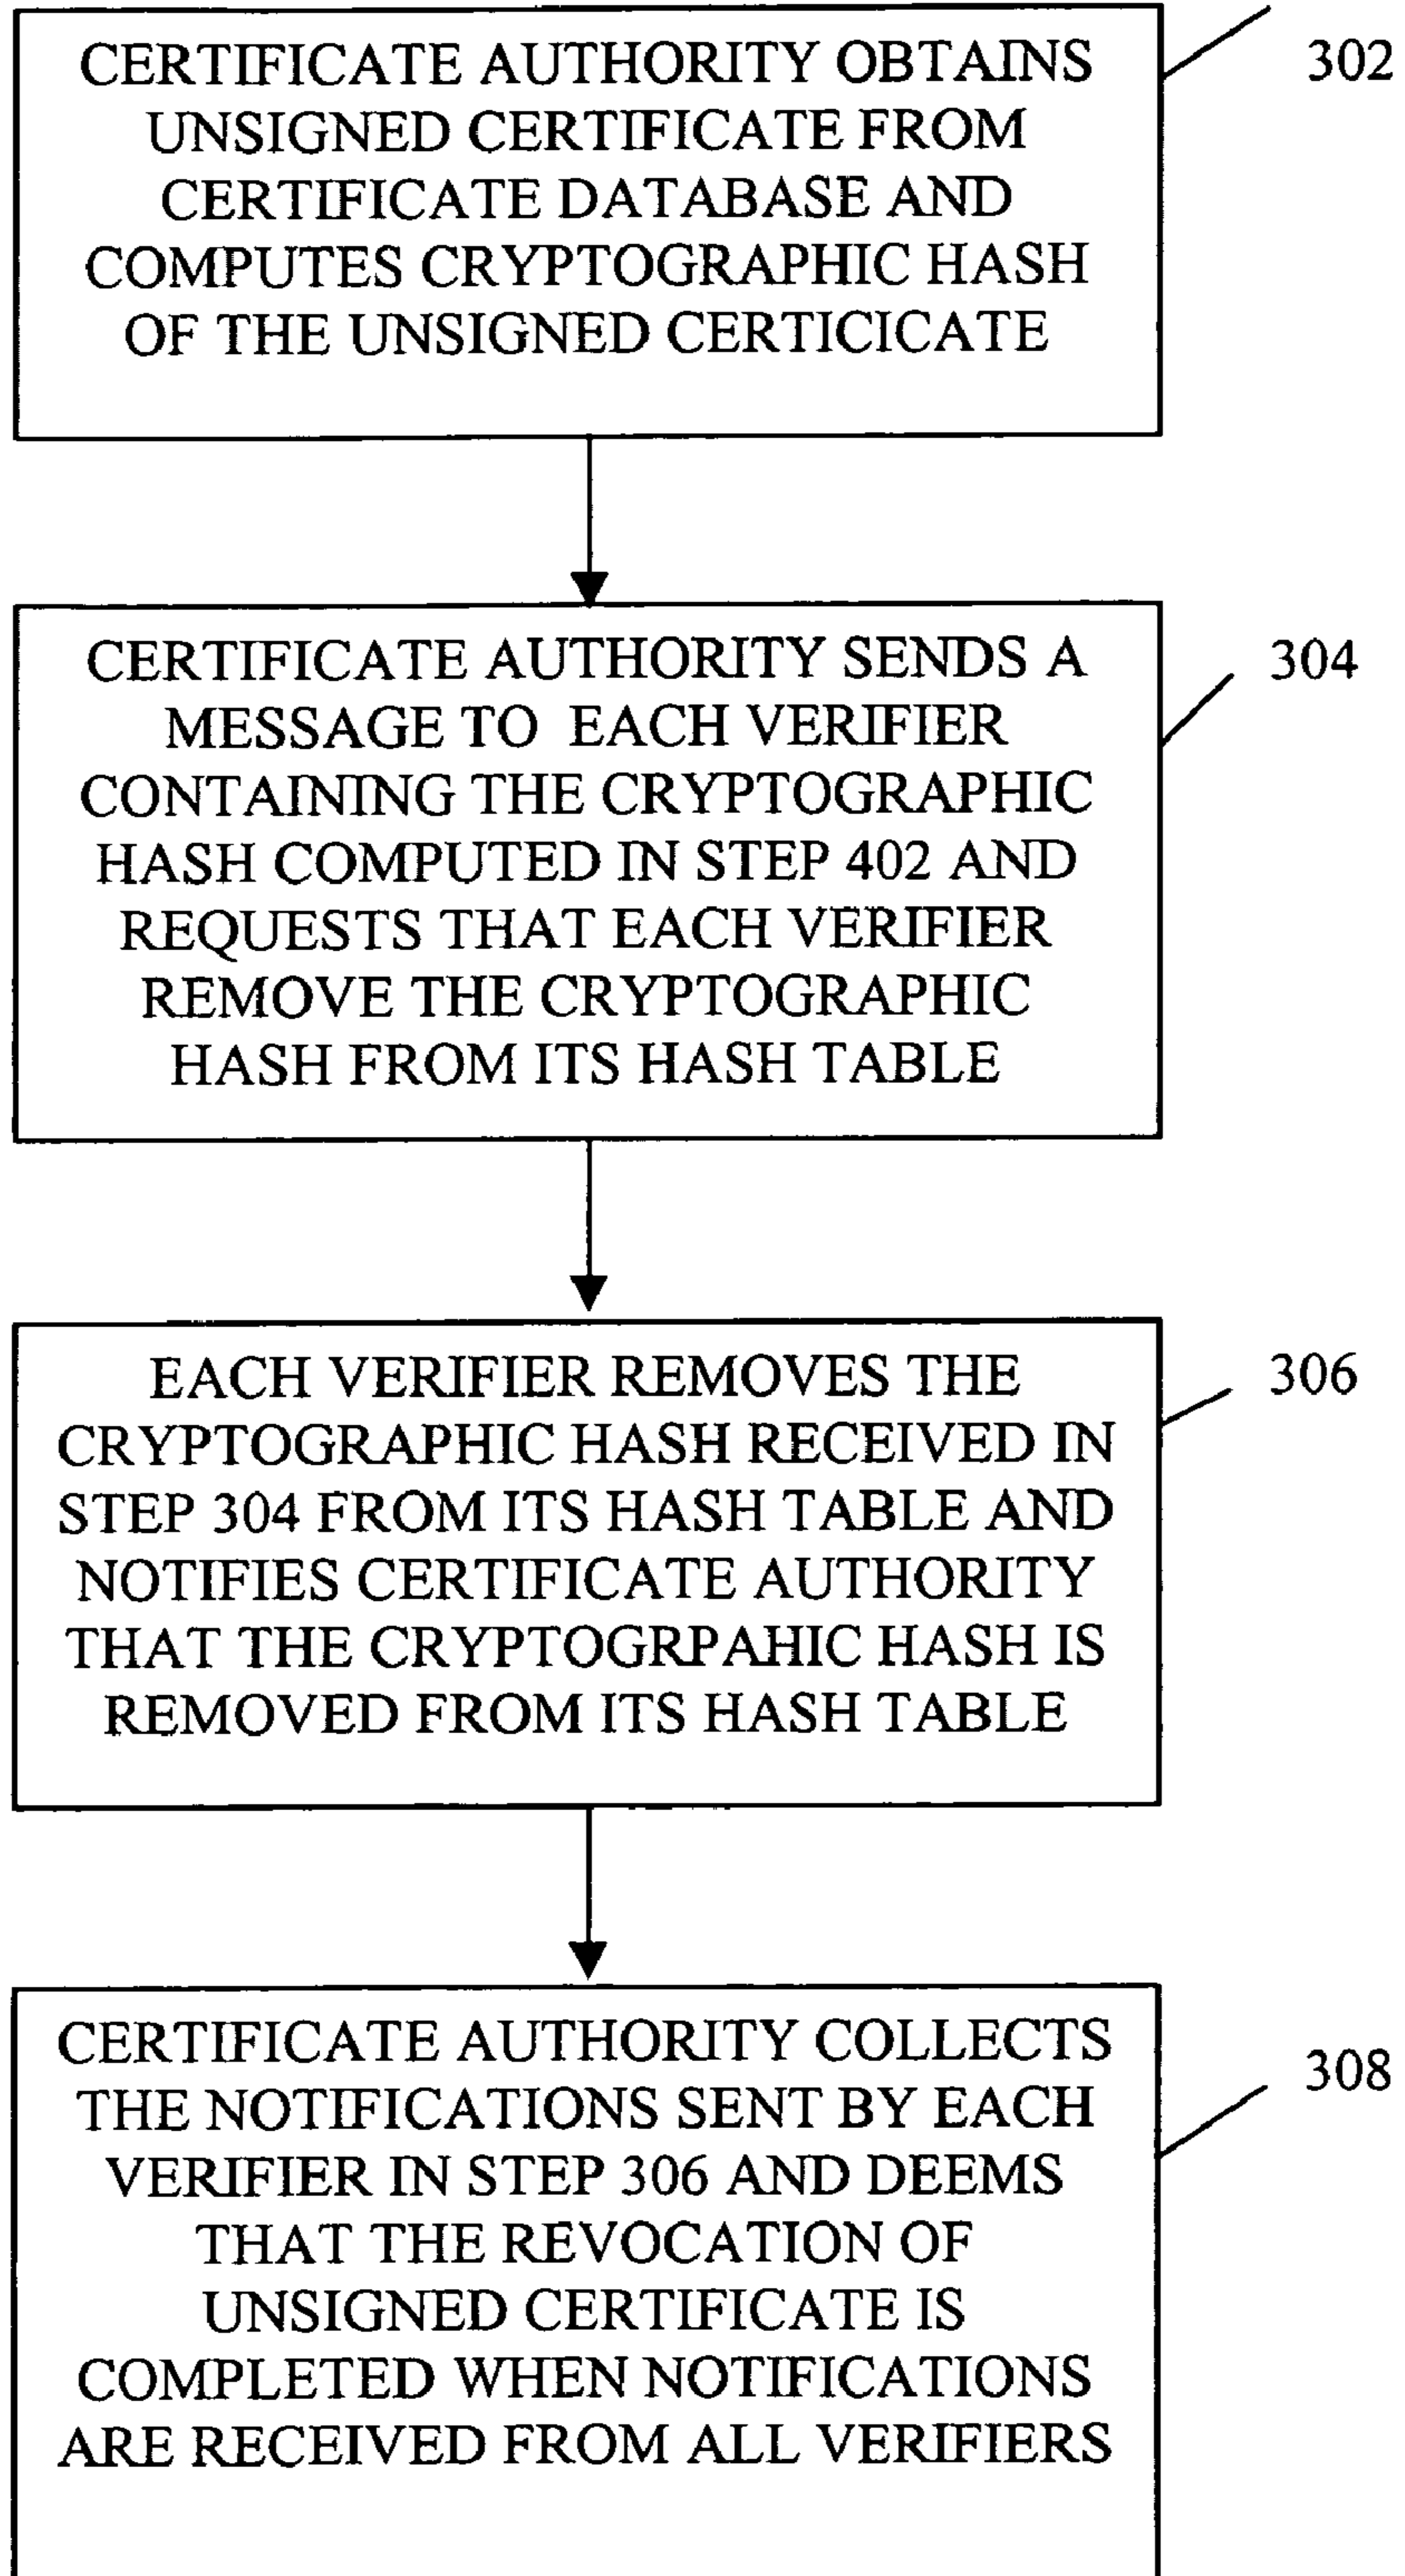 CERTIFICATE AUTHORITY OBTAINS
UNSIGNED CERTIFICATE FROM
CERTIFICATE DATABASE AND
COMPUTES CRYPTOGRAPHIC HASH
OF THE UNSIGNED CERTICICATE
302
CERTIFICATE AUTHORITY SENDS A
MESSAGE TO EACH VERIFIER
CONTAINING THE CRYPTOGRAPHIC
HASH COMPUTED IN STEP 402 AND
REQUESTS THAT EACH VERIFIER
REMOVE THE CRYPTOGRAPHIC
HASH FROM ITS HASH TABLE
304
EACH VERIFIER REMOVES THE
CRYPTOGRAPHIC HASH RECEIVED IN
STEP 304 FROM ITS HASH TABLE AND
NOTIFIES CERTIFICATE AUTHORITY
THAT THE CRYPTOGRPAHIC HASH IS
REMOVED FROM ITS HASH TABLE
306
CERTIFICATE AUTHORITY COLLECTS
THE NOTIFICATIONS SENT BY EACH
VERIFIER IN STEP 306 AND DEEMS
THAT THE REVOCATION OF
UNSIGNED CERTIFICATE IS
COMPLETED WHEN NOTIFICATIONS
ARE RECEIVED FROM ALL VERIFIERS
308